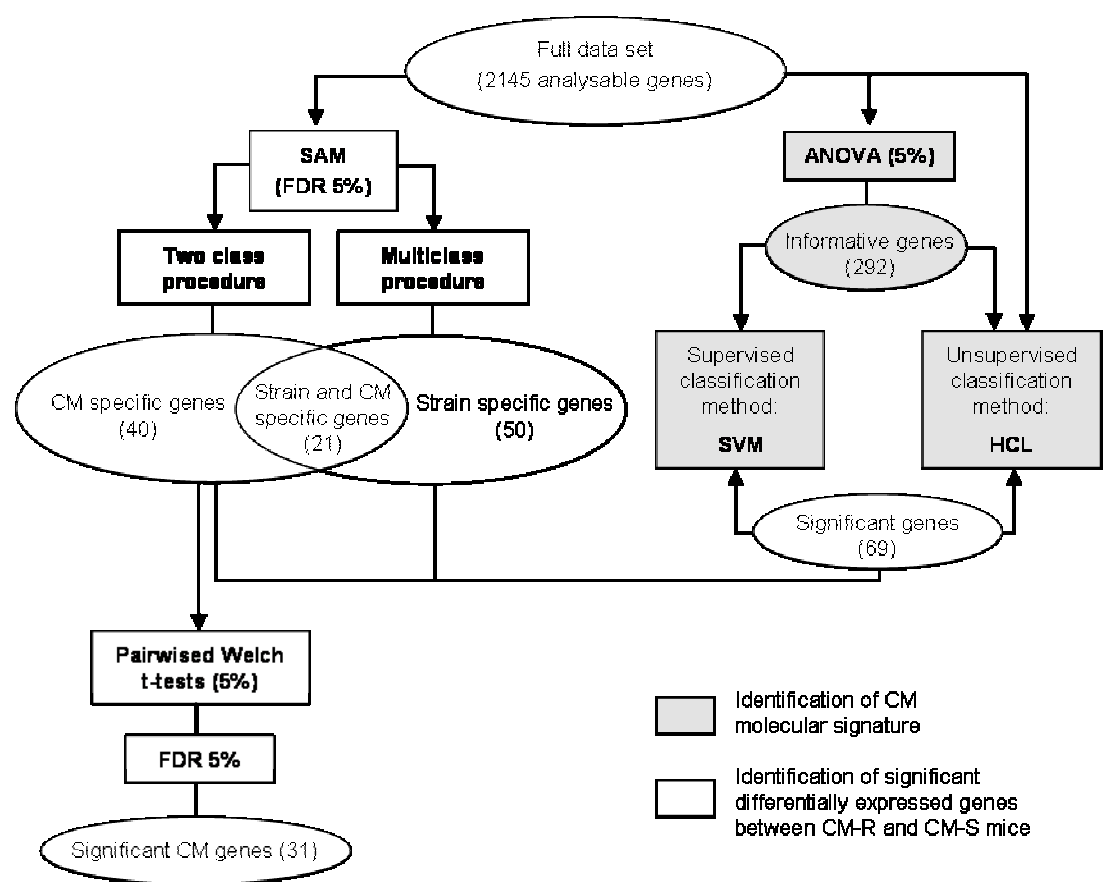 Full data set
(2145 analysable genes)
SAM
(FDR 5%)
ANOVA (5%)
Two class
procedure
Multiclass
procedure
Informative genes
(292)
CM specific genes
(40)
Strain and CM
specific genes
(21)
Strain specific genes
(50)
Supervised
classification
method:
SVM
Unsupervised
classification
method:
HCL
Significant genes
(69)
Pairwised Welch
t-tests (5%)
FDR 5%
Significant CM genes (31)
Identification of CM
molecular signature
Identification of significant
differentially expressed genes
between CM-R and CM-S mice